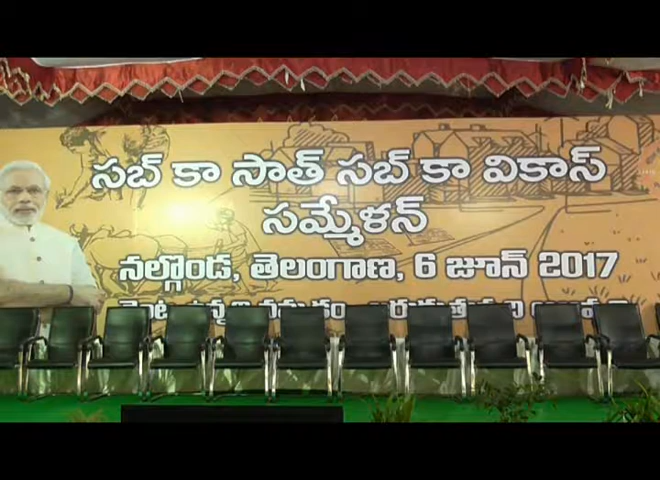 సబ్ కా సాత్ సబ్ కా వికాస్
సమ్మేళన్
నల్గొండ, తెలంగాణ, 6 జూన్ 2017